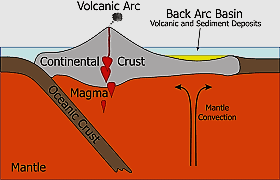 Volcanic Arc
Back Arc Basin
Volcanic and Sediment Deposits
Continental Crust
Magma
Oceanic Crust
Mantle
Convection
Mantle